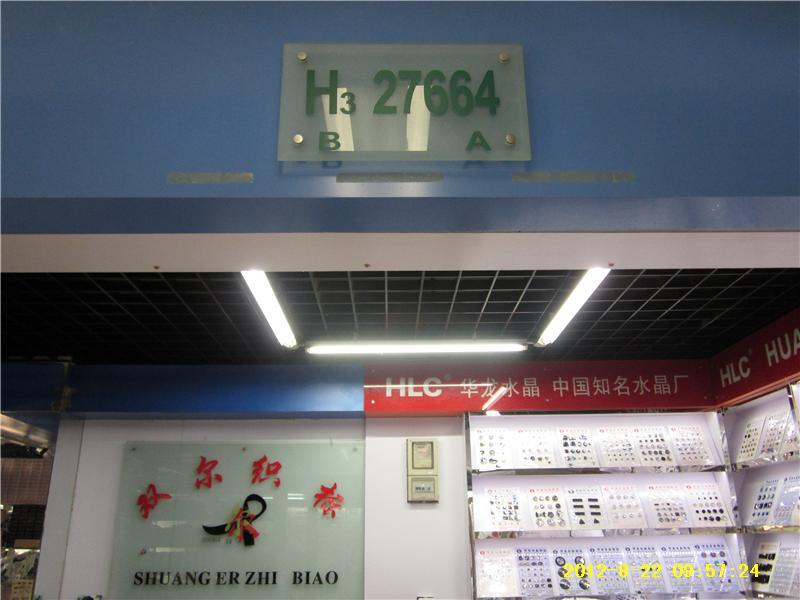 H3 27664
B A
HLC® 华龙水晶 中国知名水晶厂
HLC® HUA
双尔织带
SHUANG ER ZHI BIAO
2012-8-22 09:57:24